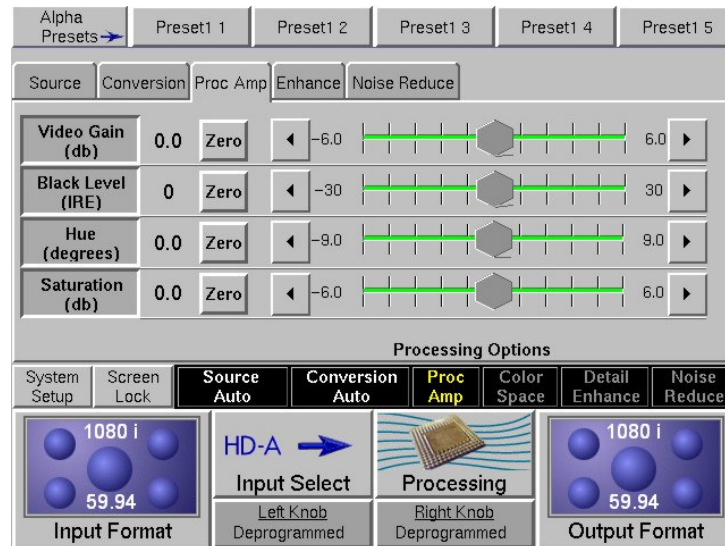 Alpha
Presets
Preset1 1
Preset1 2
Preset1 3
Preset1 4
Preset1 5
Source
Conversion
Proc Amp
Enhance
Noise Reduce
Video Gain
(db)
0.0
Zero
-6.0
6.0
Black Level
(IRE)
0
Zero
-30
30
Hue
(degrees)
0.0
Zero
-9.0
9.0
Saturation
(db)
0.0
Zero
-6.0
6.0
Processing Options
System
Setup
Screen
Lock
Source
Auto
Conversion
Auto
Proc
Amp
Color
Space
Detail
Enhance
Noise
Reduce
1080 i
59.94
Input Format
HD-A
Input Select
Left Knob
Deprogrammed
Processing
Right Knob
Deprogrammed
1080 i
59.94
Output Format